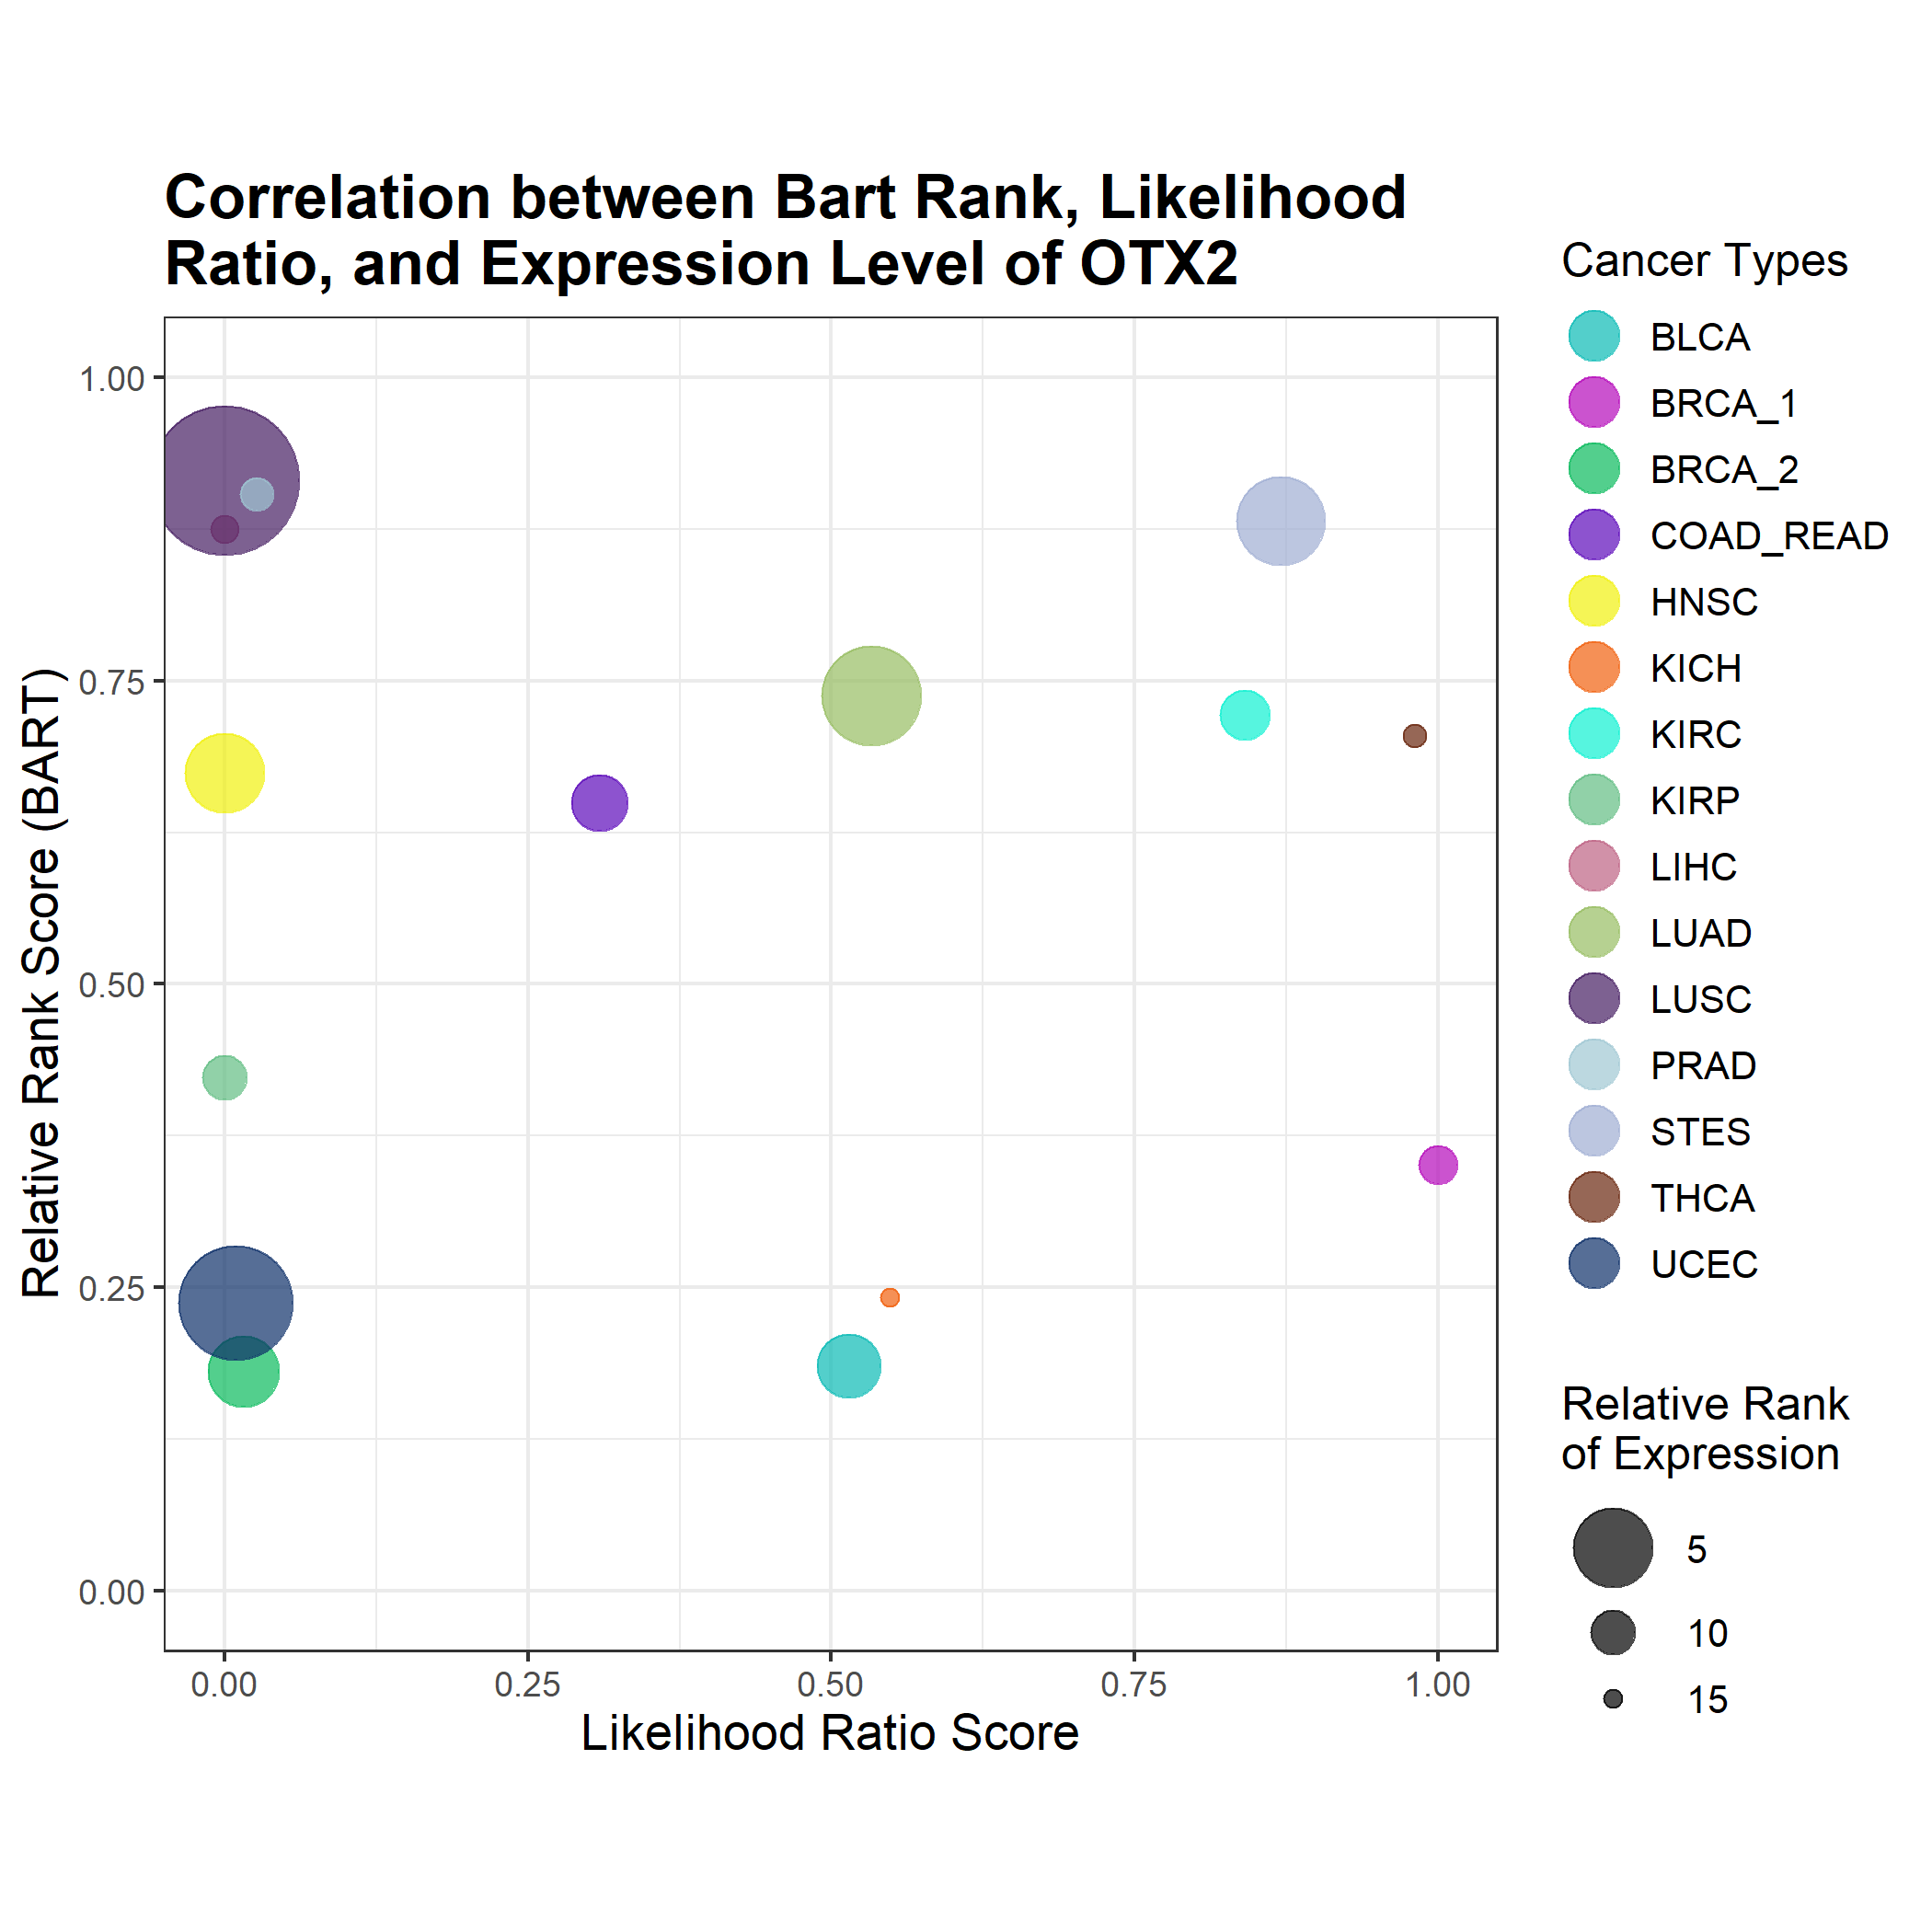 Correlation between Bart Rank, Likelihood
Ratio, and Expression Level of OTX2
Relative Rank Score (BART)
1.00
0.75
0.50
0.25
0.00
0.00 0.25 0.50 0.75 1.00
Likelihood Ratio Score
Cancer Types
BLCA
BRCA_1
BRCA_2
COAD_READ
HNSC
KICH
KIRC
KIRP
LIHC
LUAD
LUSC
PRAD
STES
THCA
UCEC
Relative Rank
of Expression
5
10
15